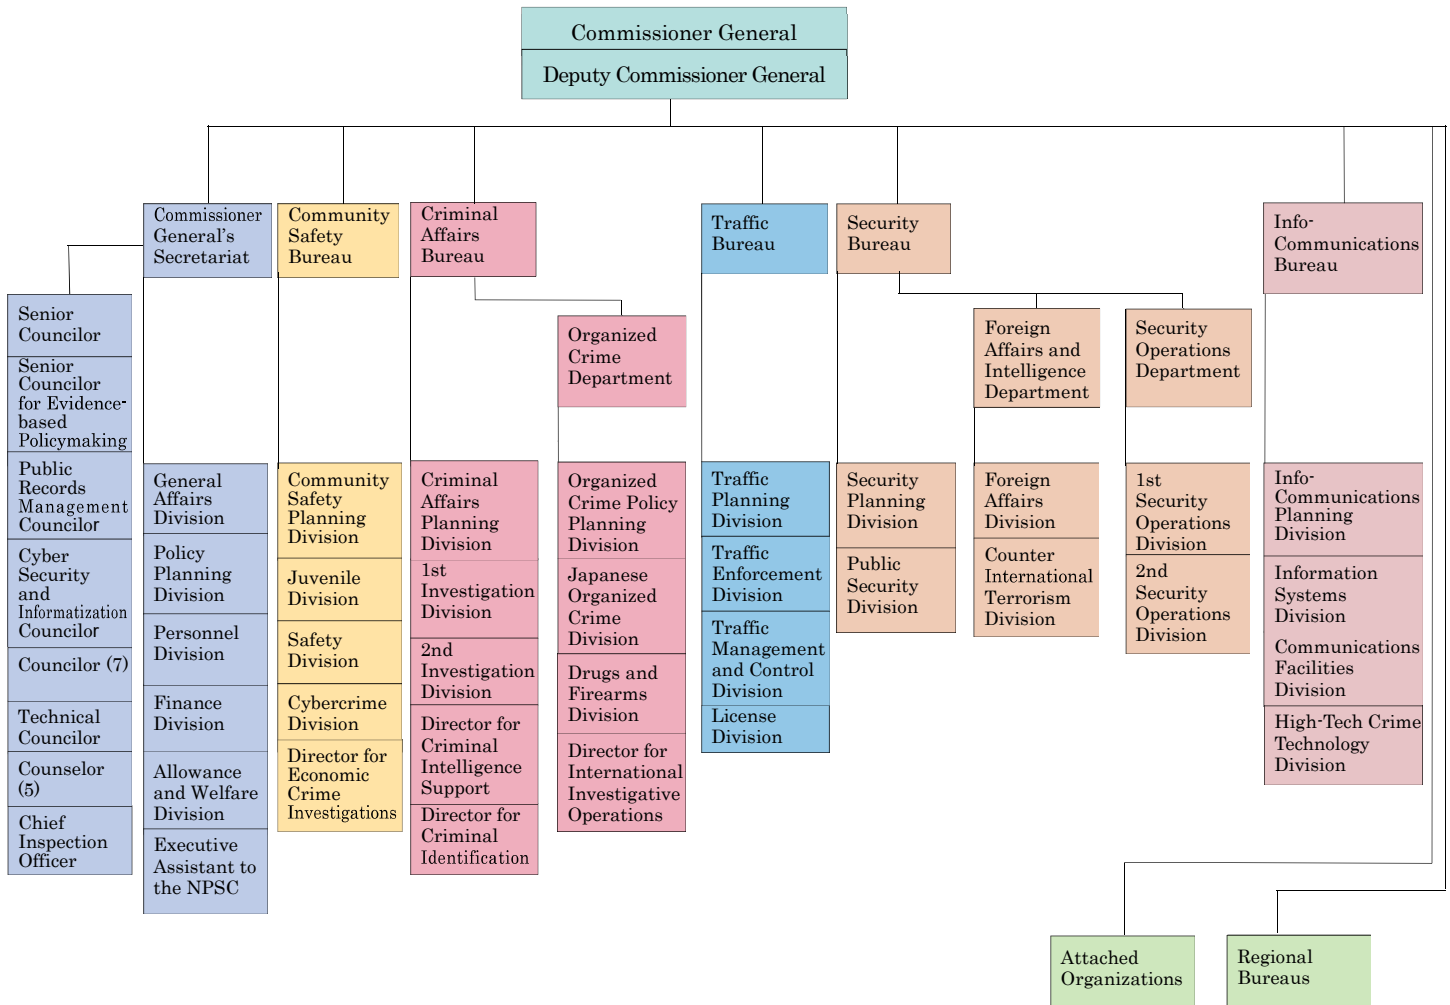 Commissioner General
Deputy Commissioner General
Commissioner
General's
Secretariat
Community
Safety
Bureau
Criminal
Affairs
Bureau
Traffic
Bureau
Security
Bureau
Info-
Communications
Bureau
Senior
Councilor
Senior
Councilor
for Evidence-
based
Policymaking
Public
Records
Management
Councilor
Cyber
Security
and
Informatization
Councilor
Councilor (7)
Technical
Councilor
Counselor
(5)
Chief
Inspection
Officer
General
Affairs
Division
Policy
Planning
Division
Personnel
Division
Finance
Division
Allowance
and Welfare
Division
Executive
Assistant to
the NPSC
Community
Safety
Planning
Division
Juvenile
Division
Safety
Division
Cybercrime
Division
Director for
Economic
Crime
Investigations
Criminal
Affairs
Planning
Division
1st
Investigation
Division
2nd
Investigation
Division
Director for
Criminal
Intelligence
Support
Director for
Criminal
Identification
Organized
Crime
Department
Organized
Crime Policy
Planning
Division
Japanese
Organized
Crime
Division
Drugs and
Firearms
Division
Director for
International
Investigative
Operations
Traffic
Planning
Division
Traffic
Enforcement
Division
Traffic
Management
and Control
Division
License
Division
Security
Planning
Division
Public
Security
Division
Foreign
Affairs and
Intelligence
Department
Foreign
Affairs
Division
Counter
International
Terrorism
Division
Security
Operations
Department
1st
Security
Operations
Division
2nd
Security
Operations
Division
Info-
Communications
Planning
Division
Information
Systems
Division
Communications
Facilities
Division
High-Tech Crime
Technology
Division
Attached
Organizations
Regional
Bureaus